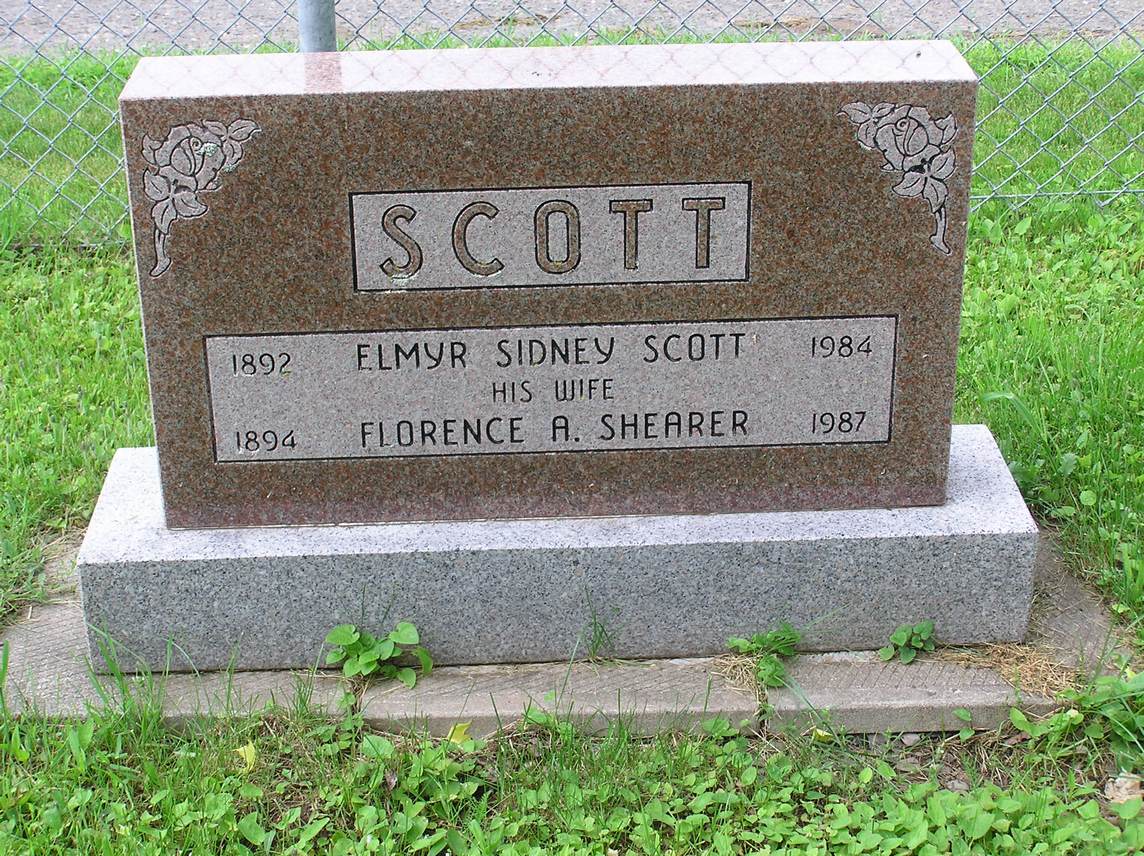 SCOTT
1892 ELMYR SIDNEY SCOTT 1984
HIS WIFE
1894 FLORENCE A. SHEARER 1987